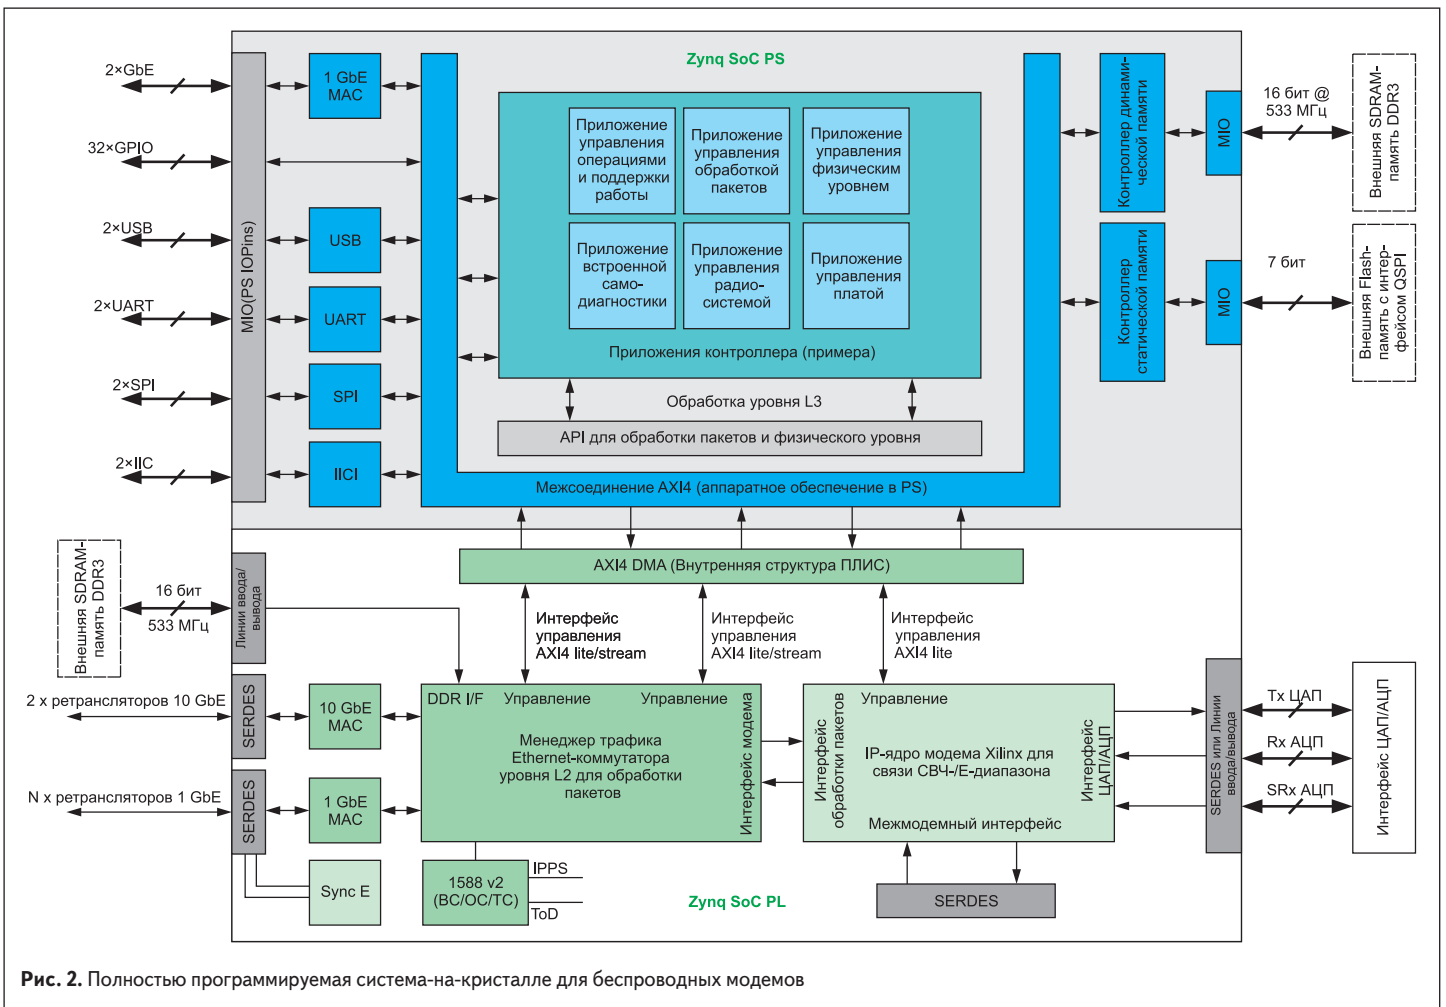 Zynq SoC PS
2×GbE
32×GPIO
2×USB
2×UART
2×SPI
2×IIC
MIO(PS IOPins)
1 GbE
MAC
USB
UART
SPI
IICI
Приложение
управления
операциями
и поддержки
работы
Приложение
управления
обработкой
пакетов
Приложение
управления
физическим
уровнем
Приложение
встроенной
само-
диагностики
Приложение
управления
радио-
системой
Приложение
управления
платой
Приложения контроллера (примера)
Обработка уровня L3
API для обработки пакетов и физического уровня
Межсоединение AXI4 (аппаратное обеспечение в PS)
Контроллер динами-
ческой памяти
MIO
16 бит @
533 МГц
Внешняя SDRAM-
память DDR3
Контроллер
статической памяти
MIO
7 бит
Внешняя Flash-
память с интер-
фейсом QSPI
AXI4 DMA (Внутренняя структура ПЛИС)
Внешняя SDRAM-
память DDR3
16 бит
533 МГц
Линии ввода/
вывода
Интерфейс
управления
AXI4 lite/stream
Интерфейс
управления
AXI4 lite/stream
Интерфейс
управления
AXI4 lite
2 x ретрансляторов 10 GbE
SERDES
10 GbE
MAC
N x ретрансляторов 1 GbE
SERDES
1 GbE
MAC
Sync E
DDR I/F
Управление
Управление
Менеджер трафика
Ethernet-коммутатора
уровня L2 для обработки
пакетов
Интерфейс модема
1588 v2
(BC/OC/TC)
IPPS
ToD
Интерфейс
обработки пакетов
Управление
IP-ядро модема Xilinx для
связи СВЧ-/E-диапазона
Интерфейс
ЦАП/АЦП
Межмодемный интерфейс
SERDES
SERDES или Линии
ввода/вывода
Tx ЦАП
Rx АЦП
SRx АЦП
Интерфейс ЦАП/АЦП
Zynq SoC PL
Рис. 2. Полностью программируемая система-на-кристалле для беспроводных модемов